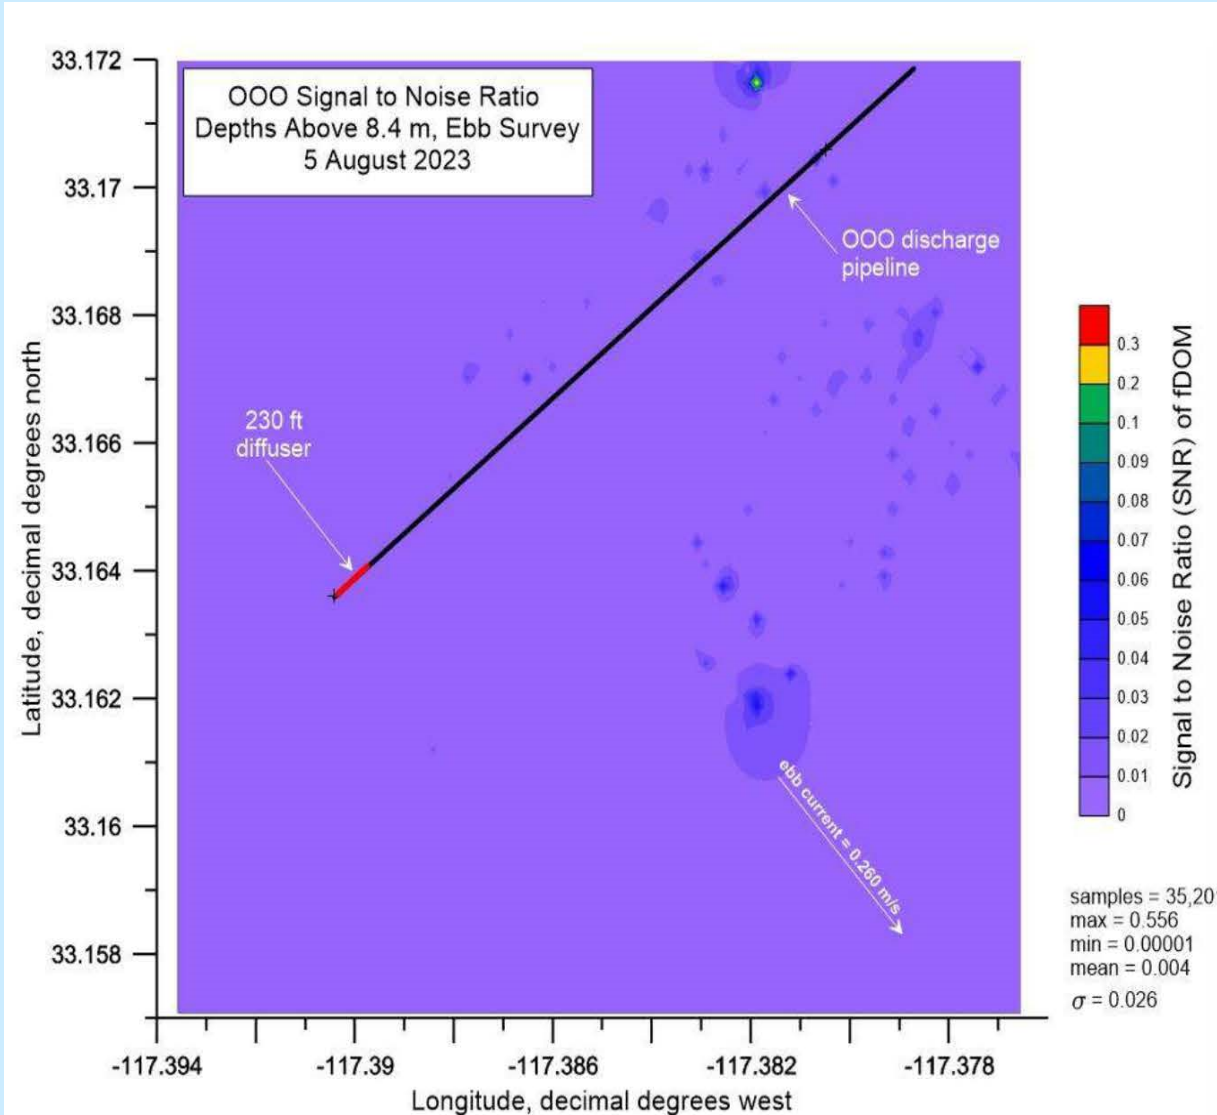 OOO Signal to Noise Ratio
Depths Above 8.4 m, Ebb Survey
5 August 2023
33.172
33.17
33.168
33.166
33.164
33.162
33.16
33.158
Latitude, decimal degrees north
OOO discharge
pipeline
230 ft
diffuser
ebb current = 0.260 m/s
-117.394
-117.39
-117.386
-117.382
-117.378
Longitude, decimal degrees west
0.3
0.2
0.1
0.09
0.08
0.07
0.06
0.05
0.04
0.03
0.02
0.01
0
Signal to Noise Ratio (SNR) of fDOM
samples =
max = 0.556
min = 0.00001
mean = 0.004
σ = 0.026